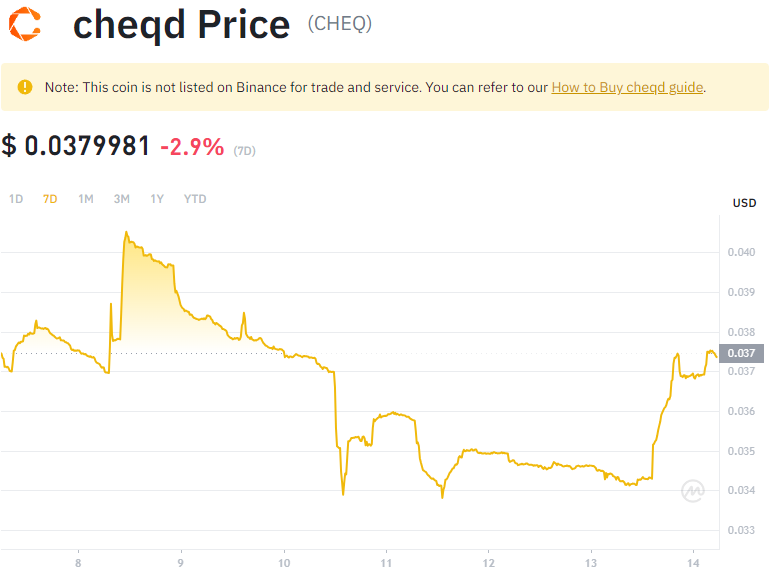 cheqd Price (CHEQ)
Note: This coin is not listed on Binance for trade and service. You can refer to our How to Buy cheqd guide.
$ 0.0379981 -2.9% (7D)
1D 7D 1M 3M 1Y YTD
USD
0.040
0.039
0.038
0.037
0.037
0.036
0.035
0.034
0.033
8 9 10 11 12 13 14